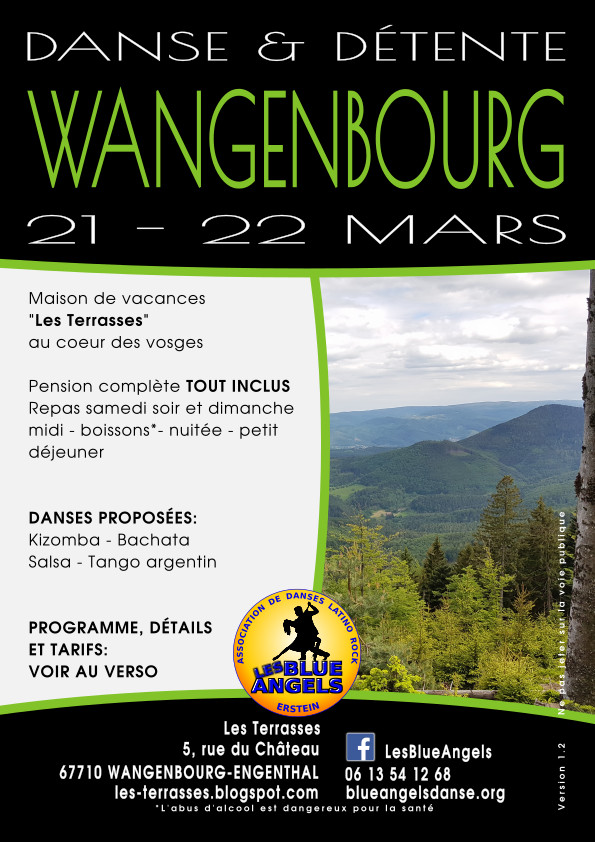 DANSE & DÉTENTE
WANGENBOURG
21 - 22 MARS
Maison de vacances
"Les Terrasses"
au coeur des vosges
Pension complète TOUT INCLUS
Repas samedi soir et dimanche
midi - boissons*- nuitée - petit
déjeuner
DANSES PROPOSÉES:
Kizomba - Bachata
Salsa - Tango argentin
PROGRAMME, DÉTAILS
ET TARIFS:
VOIR AU VERSO
ASSOCIATION DE DANSES LATINO ROCK
LES BLUE
ANGELS
ERSTEIN
Les Terrasses
5, rue du Château
67710 WANGENBOURG-ENGENTHAL
les-terrasses.blogspot.com
f LesBlueAngels
06 13 54 12 68
blueangelsdanse.org
*L'abus d'alcool est dangereux pour la santé
Version 1.2 Ne pas jeter sur la voie publique